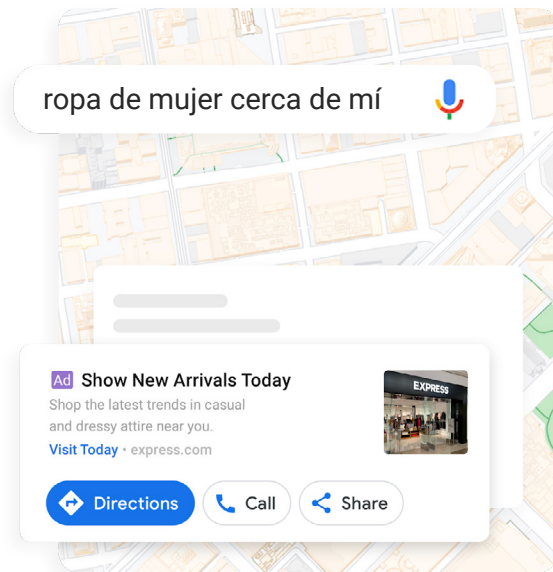 ropa de mujer cerca de mí
Ad Show New Arrivals Today
EXPRESS
Shop the latest trends in casual
and dressy attire near you.
Visit Today · express.com
Directions
Call
Share